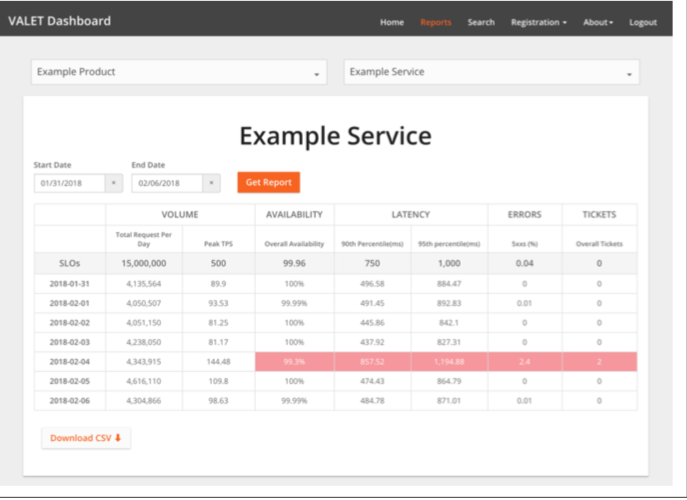 VALET Dashboard Home Reports Search Registration About Logout
Example Product Example Service
Example Service
Start Date End Date
01/31/2018 × 02/06/2018 × Get Report
VOLUME AVAILABILITY LATENCY ERRORS TICKETS
Total Request Per Day Peak TPS Overall Availability 90th Percentile(ms) 95th percentile(ms) 5xxs (%) Overall Tickets
SLOs 15,000,000 500 99.96 750 1,000 0.04 0
2018-01-31 4,135,564 89.9 100% 496.58 884.47 0 0
2018-02-01 4,050,507 93.53 99.99% 491.45 892.83 0.01 0
2018-02-02 4,051,150 81.25 100% 445.86 842.1 0 0
2018-02-03 4,238,050 81.17 100% 437.92 827.31 0 0
2018-02-04 4,343,915 144.48 99.3% 857.52 1,194.88 2.4 2
2018-02-05 4,616,110 109.8 100% 474.43 864.79 0 0
2018-02-06 4,304,866 98.63 99.99% 484.78 871.01 0.01 0
Download CSV